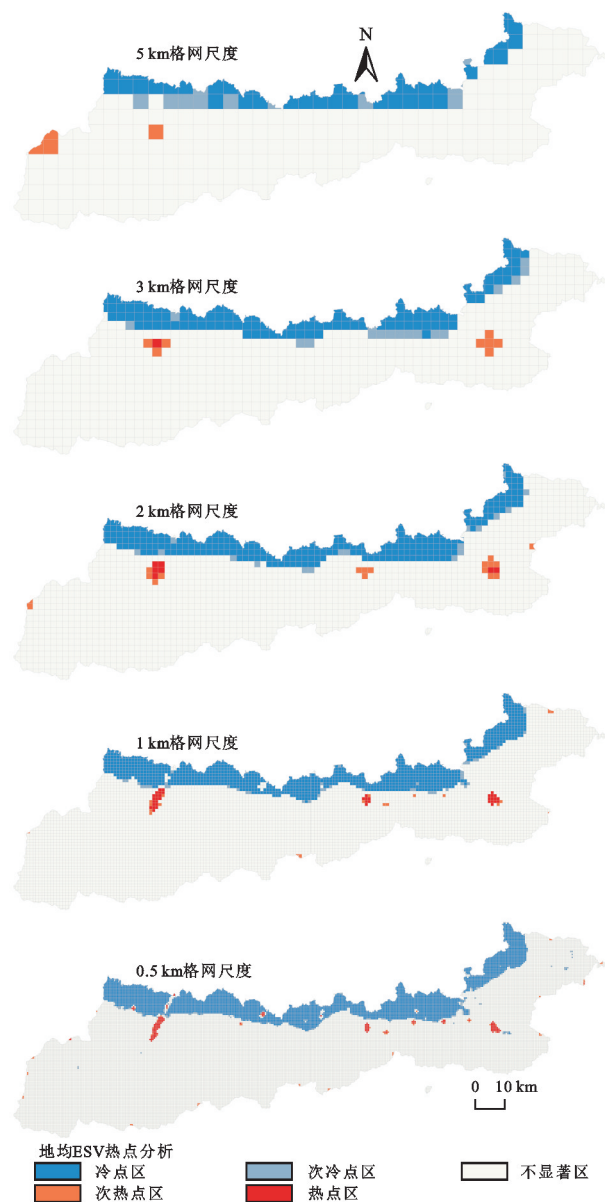 N
5 km格网尺度
3 km格网尺度
2 km格网尺度
1 km格网尺度
0.5 km格网尺度
0 10 km
地均ESV热点分析
冷点区 次冷点区 不显著区
次热点区 热点区